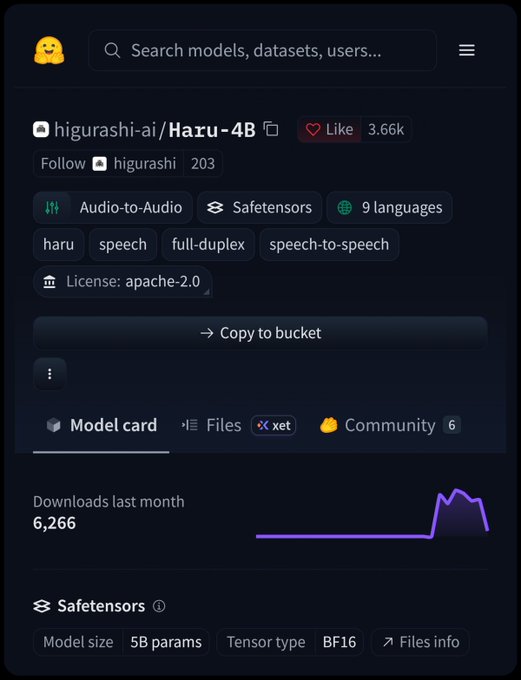 Search models, datasets, users...
higurashi-ai/Haru-4B Like 3.66k
Follow higurashi 203
Audio-to-Audio Safetensors 9 languages
haru speech full-duplex speech-to-speech
License: apache-2.0
→ Copy to bucket
Model card Files xet Community 6
Downloads last month
6,266
Safetensors
Model size 5B params Tensor type BF16 ↗ Files info